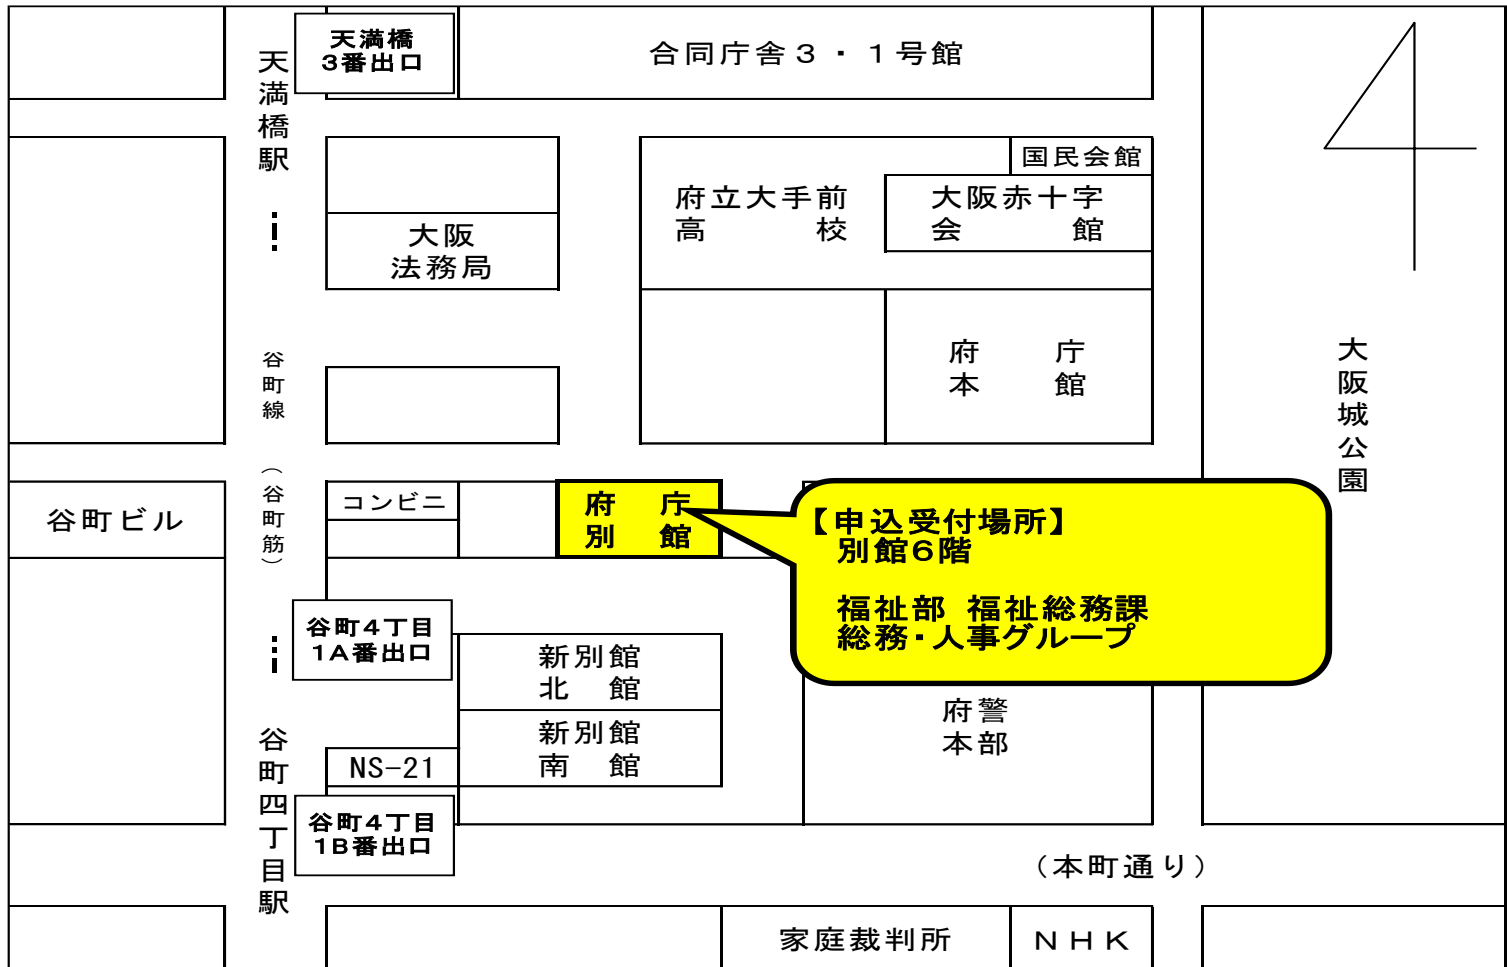 天満橋
3番出口
合同庁舎３・１号館
天満橋駅
国民会館
府立大手前
高校
大阪赤十字
会館
大阪
法務局
谷町線
府庁
本館
大阪城公園
（谷町筋）
谷町ビル
コンビニ
府庁
別館
【申込受付場所】
別館6階
福祉部 福祉総務課
総務・人事グループ
谷町4丁目
1A番出口
新別館
北館
府警
本部
新別館
南館
NS-21
谷町四丁目駅
谷町4丁目
1B番出口
（本町通り）
家庭裁判所
ＮＨＫ